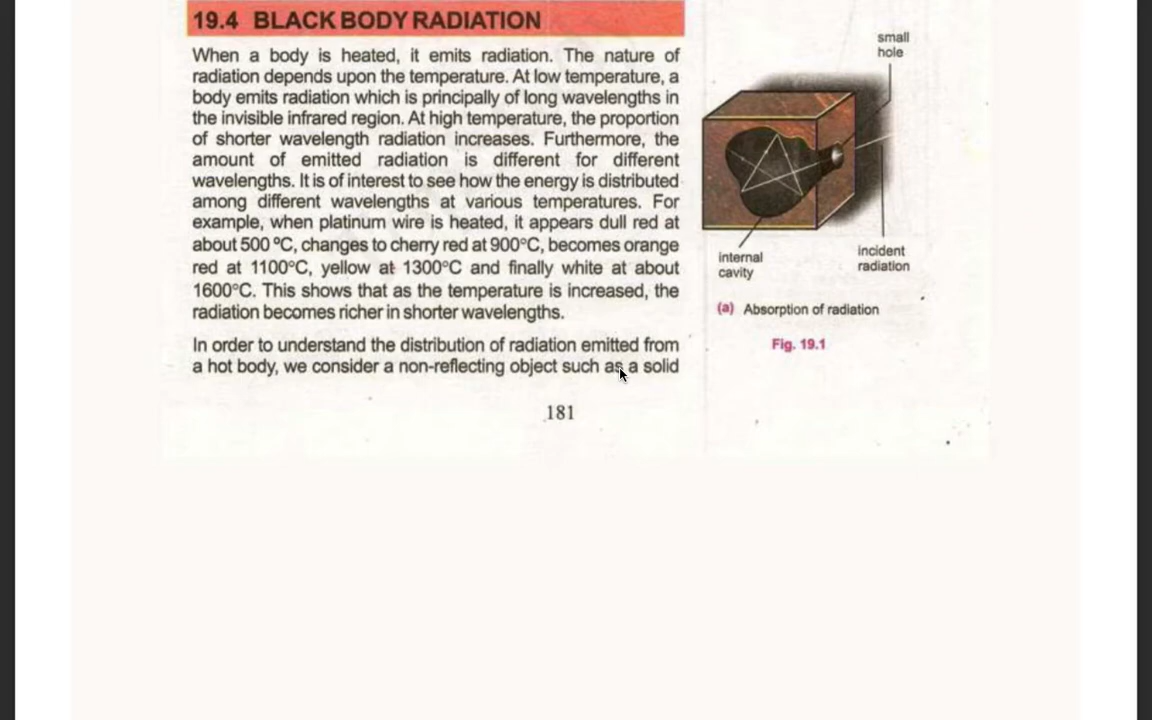 19.4 BLACK BODY RADIATION
When a body is heated, it emits radiation. The nature of
radiation depends upon the temperature. At low temperature, a
body emits radiation which is principally of long wavelengths in
the invisible infrared region. At high temperature, the proportion
of shorter wavelength radiation increases. Furthermore, the
amount of emitted radiation is different for different
wavelengths. It is of interest to see how the energy is distributed
among different wavelengths at various temperatures. For
example, when platinum wire is heated, it appears dull red at
about 500 ºC, changes to cherry red at 900°C, becomes orange
red at 1100°C, yellow at 1300°C and finally white at about
1600°C. This shows that as the temperature is increased, the
radiation becomes richer in shorter wavelengths.
In order to understand the distribution of radiation emitted from
a hot body, we consider a non-reflecting object such as a solid
181
small
hole
internal
cavity
incident
radiation
(a) Absorption of radiation
Fig. 19.1